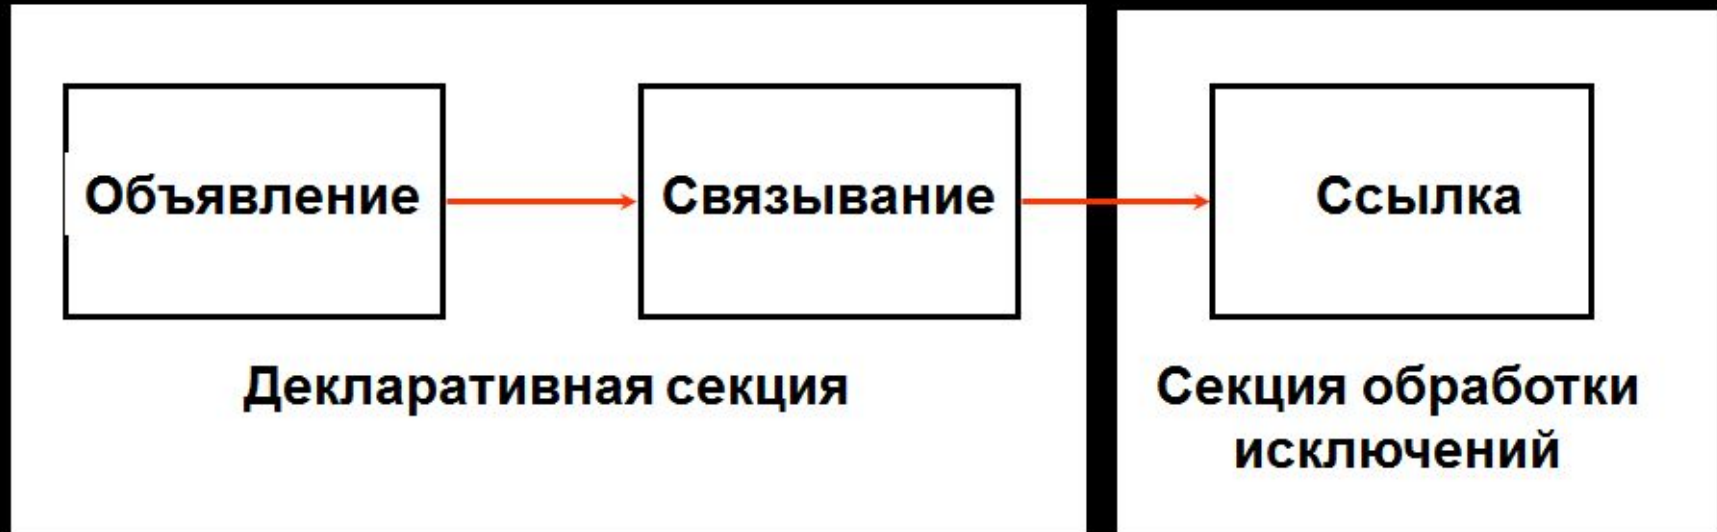 Объявление
Связывание
Ссылка
Декларативная секция
Секция обработки
исключений